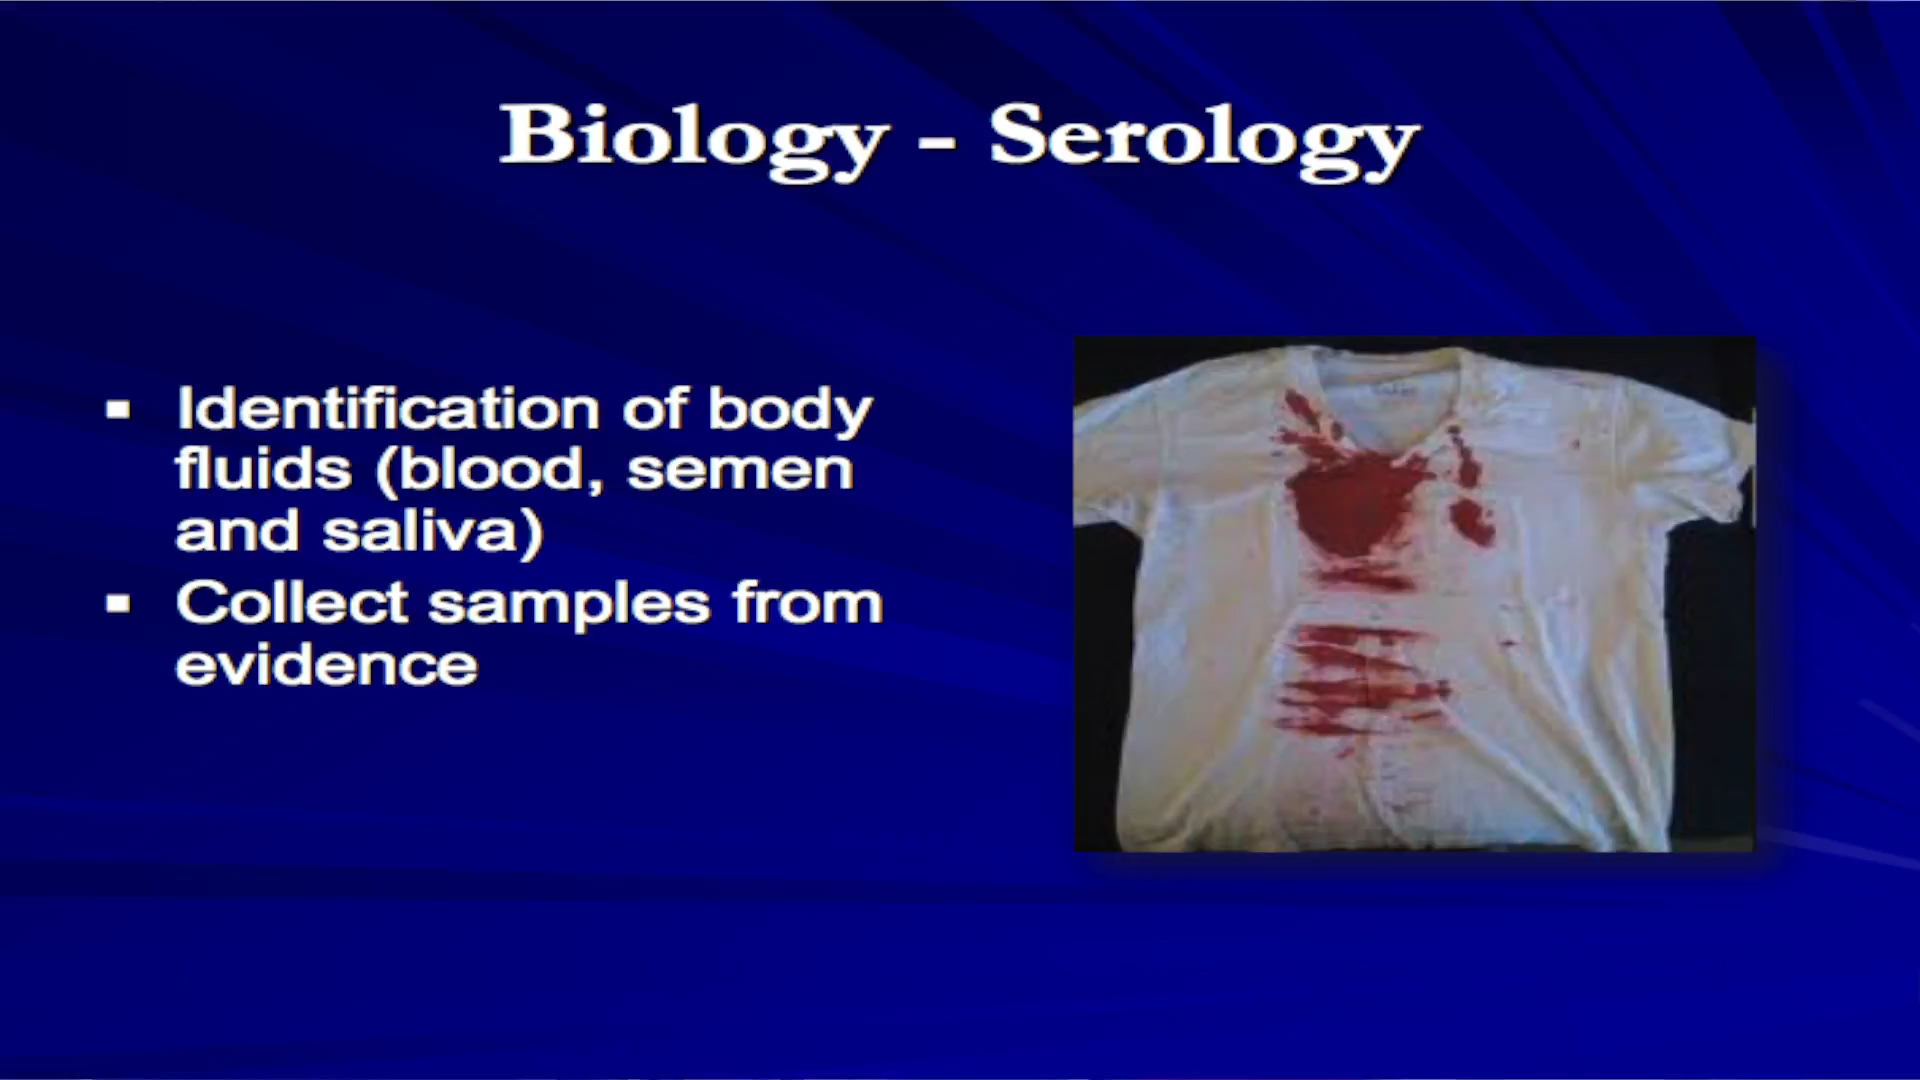 Biology - Serology
▪ Identification of body
fluids (blood, semen
and saliva)
▪ Collect samples from
evidence